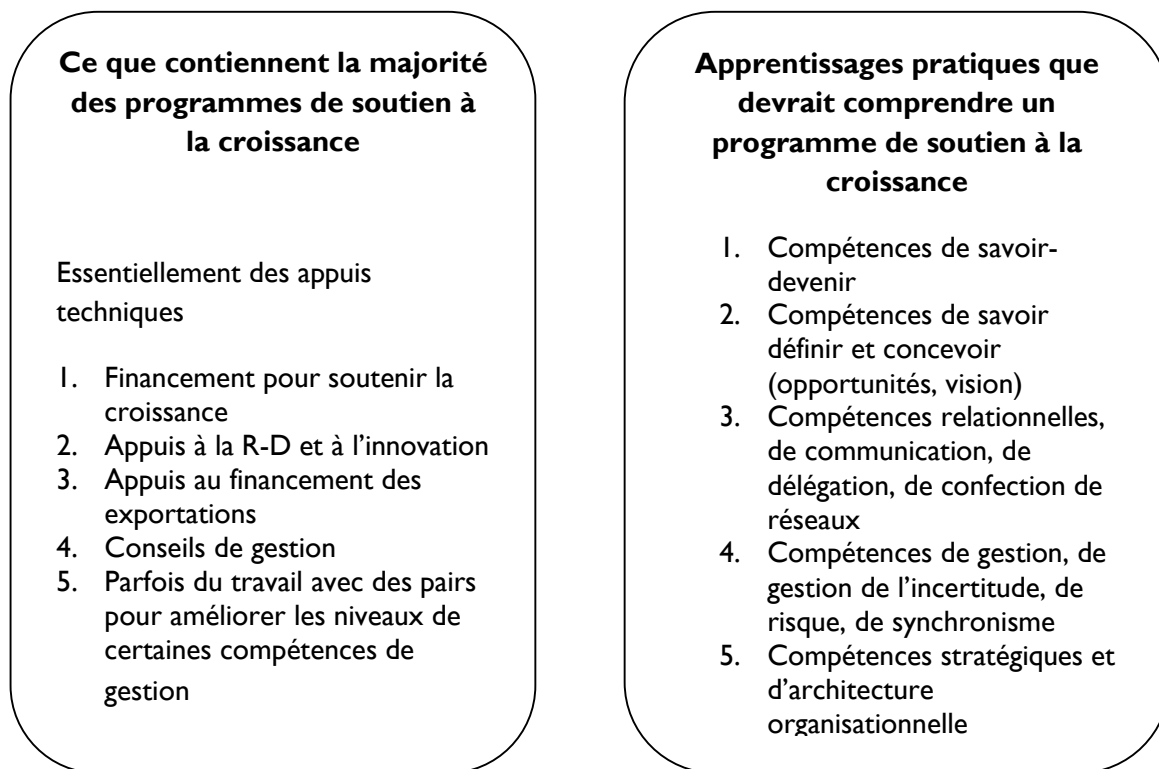 Ce que contiennent la majorité
des programmes de soutien à
la croissance
Essentiellement des appuis
techniques
1. Financement pour soutenir la
croissance
2. Appuis à la R-D et à l’innovation
3. Appuis au financement des
exportations
4. Conseils de gestion
5. Parfois du travail avec des pairs
pour améliorer les niveaux de
certaines compétences de
gestion
Apprentissages pratiques que
devrait comprendre un
programme de soutien à la
croissance
1. Compétences de savoir-
devenir
2. Compétences de savoir
définir et concevoir
(opportunités, vision)
3. Compétences relationnelles,
de communication, de
délégation, de confection de
réseaux
4. Compétences de gestion, de
gestion de l’incertitude, de
risque, de synchronisme
5. Compétences stratégiques et
d'architecture
organisationnelle